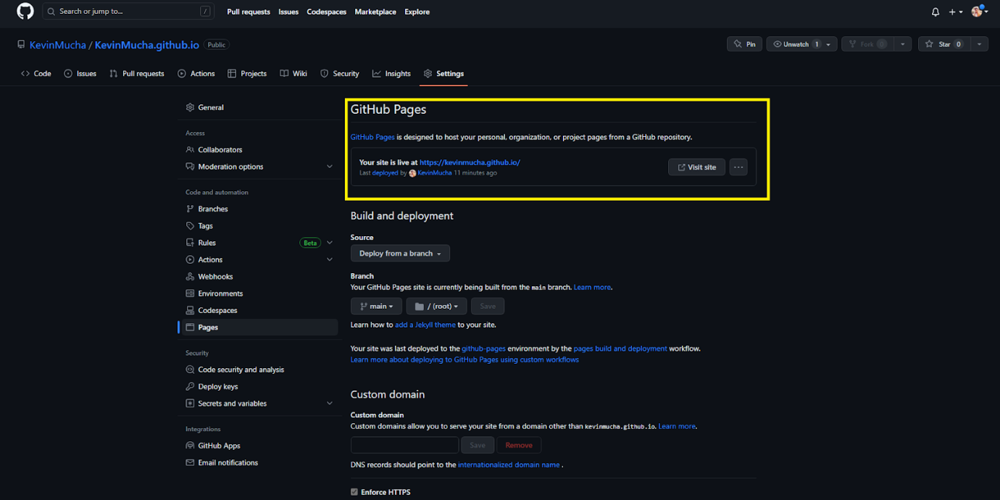 Search or jump to... /
Pull requests Issues Codespaces Marketplace Explore
KevinMucha / KevinMucha.github.io Public
Pin Unwatch 1 Fork 0 Star 0
Code Issues Pull requests Actions Projects Wiki Security Insights Settings
General
Access
Collaborators
Moderation options
Code and automation
Branches
Tags
Rules Beta
Actions
Webhooks
Environments
Codespaces
Pages
Security
Code security and analysis
Deploy keys
Secrets and variables
Integrations
GitHub Apps
Email notifications
GitHub Pages
GitHub Pages is designed to host your personal, organization, or project pages from a GitHub repository.
Your site is live at https://kevinmucha.github.io/
Last deployed by KevinMucha 11 minutes ago
Visit site
Build and deployment
Source
Deploy from a branch
Branch
Your GitHub Pages site is currently being built from the main branch. Learn more.
main / (root) Save
Learn how to add a Jekyll theme to your site.
Your site was last deployed to the github-pages environment by the pages build and deployment workflow.
Learn more about deploying to GitHub Pages using custom workflows
Custom domain
Custom domain
Custom domains allow you to serve your site from a domain other than kevinmucha.github.io. Learn more.
Save Remove
DNS records should point to the internationalized domain name .
Enforce HTTPS